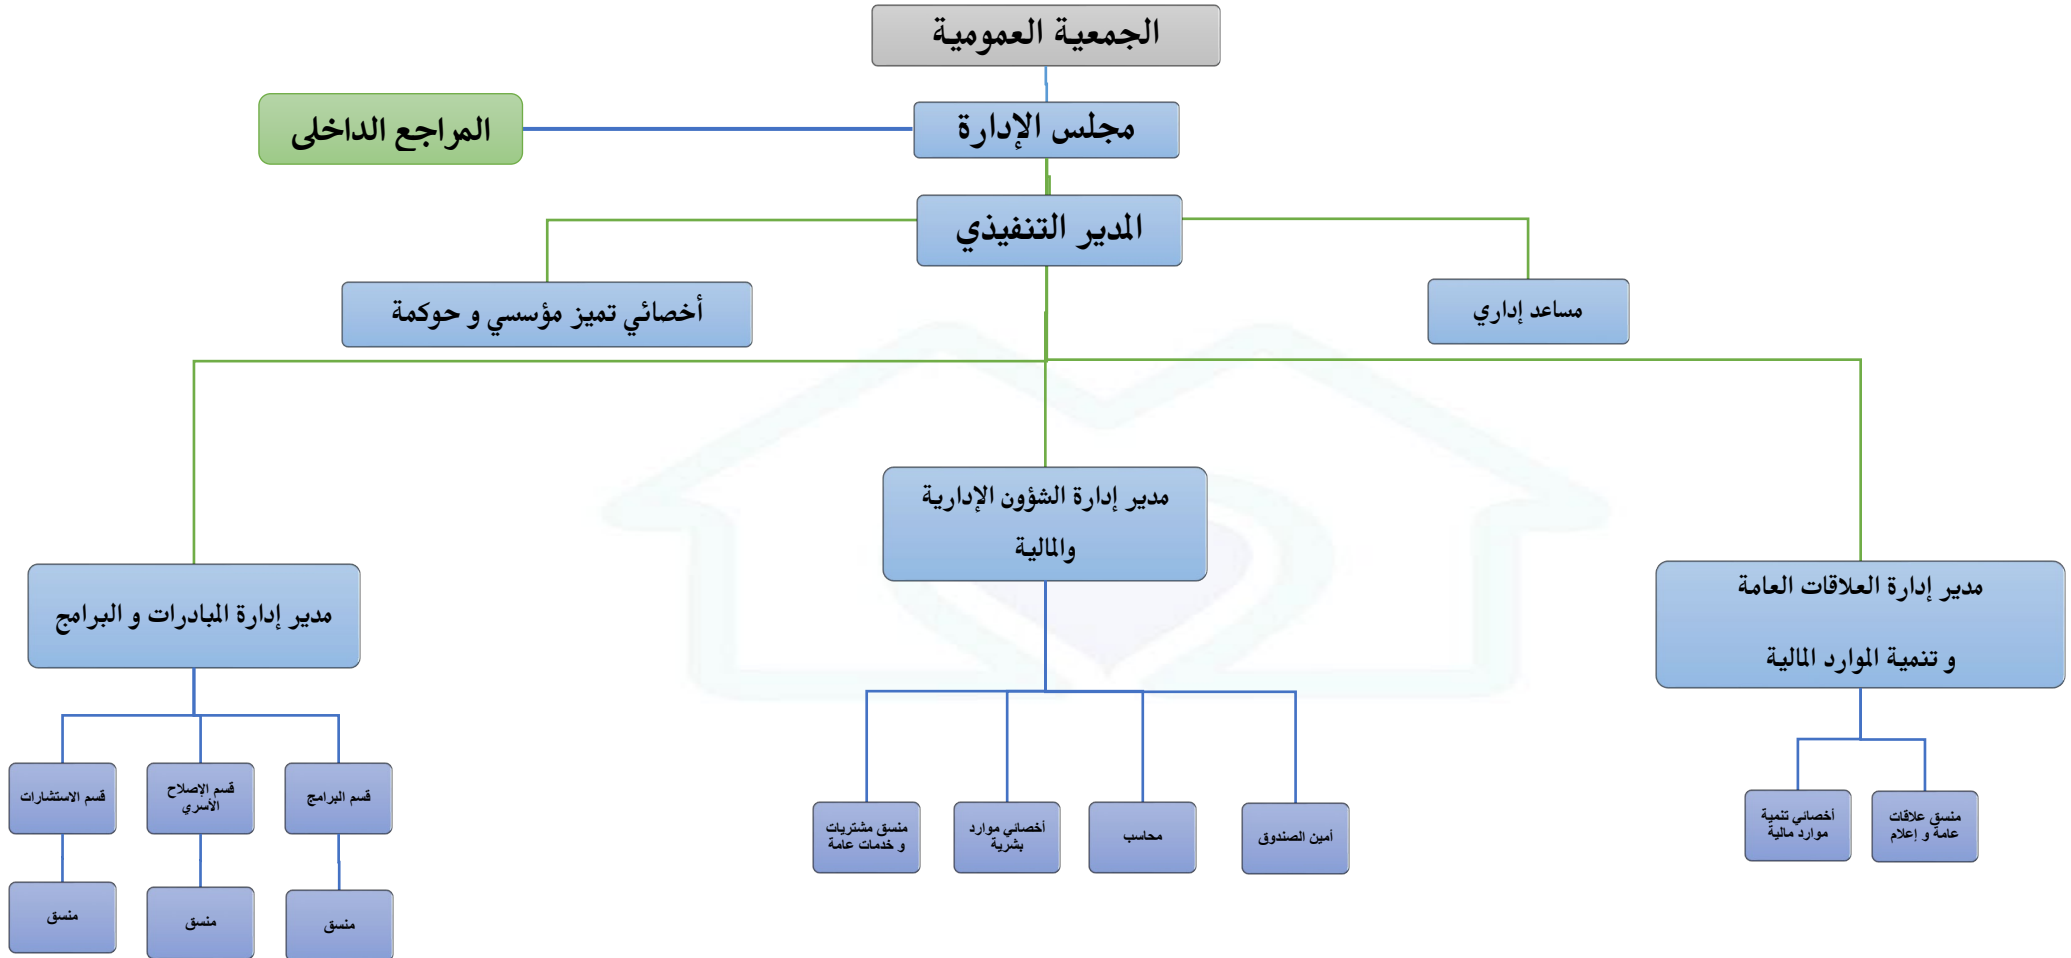 الجمعية العمومية
مجلس الإدارة
المراجع الداخلى
المدير التنفيذي
مساعد إداري
أخصائي تميز مؤسسي و حوكمة
مدير إدارة العلاقات العامة
و تنمية الموارد المالية
مدير إدارة الشؤون الإدارية
والمالية
مدير إدارة المبادرات و البرامج
منسق علاقات
عامة و إعلام
أخصائي تنمية
موارد مالية
أمين الصندوق
محاسب
أخصائي موارد
بشرية
منسق مشتريات
و خدمات عامة
قسم البرامج
قسم الإصلاح
الأسري
قسم الاستشارات
منسق
منسق
منسق